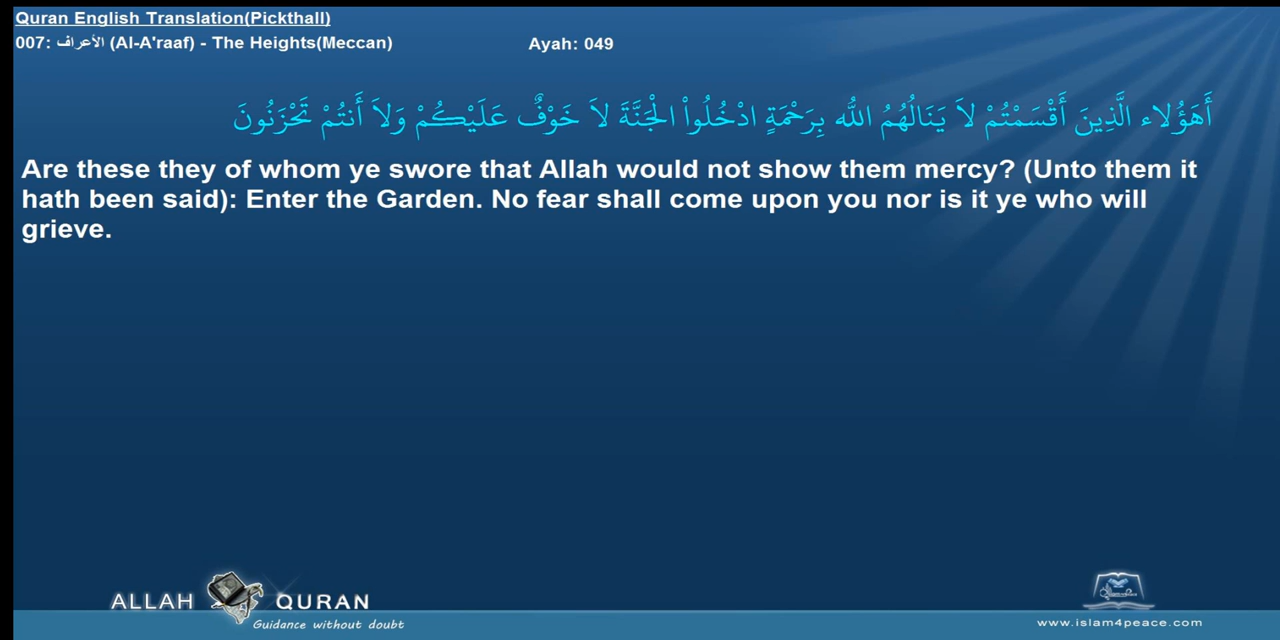 Quran English Translation(Pickthall)
007: الأعراف (Al-A'raaf) - The Heights(Meccan) Ayah: 049
أَهَؤُلاء الَّذِينَ أَقْسَمْتُمْ لاَ يَنَالُهُمُ اللّهُ بِرَحْمَةٍ ادْخُلُواْ الْجَنَّةَ لاَ خَوْفٌ عَلَيْكُمْ وَلاَ أَنتُمْ تَحْزَنُونَ
Are these they of whom ye swore that Allah would not show them mercy? (Unto them it
hath been said): Enter the Garden. No fear shall come upon you nor is it ye who will
grieve.
ALLAH QURAN
Guidance without doubt
www.islam4peace.com